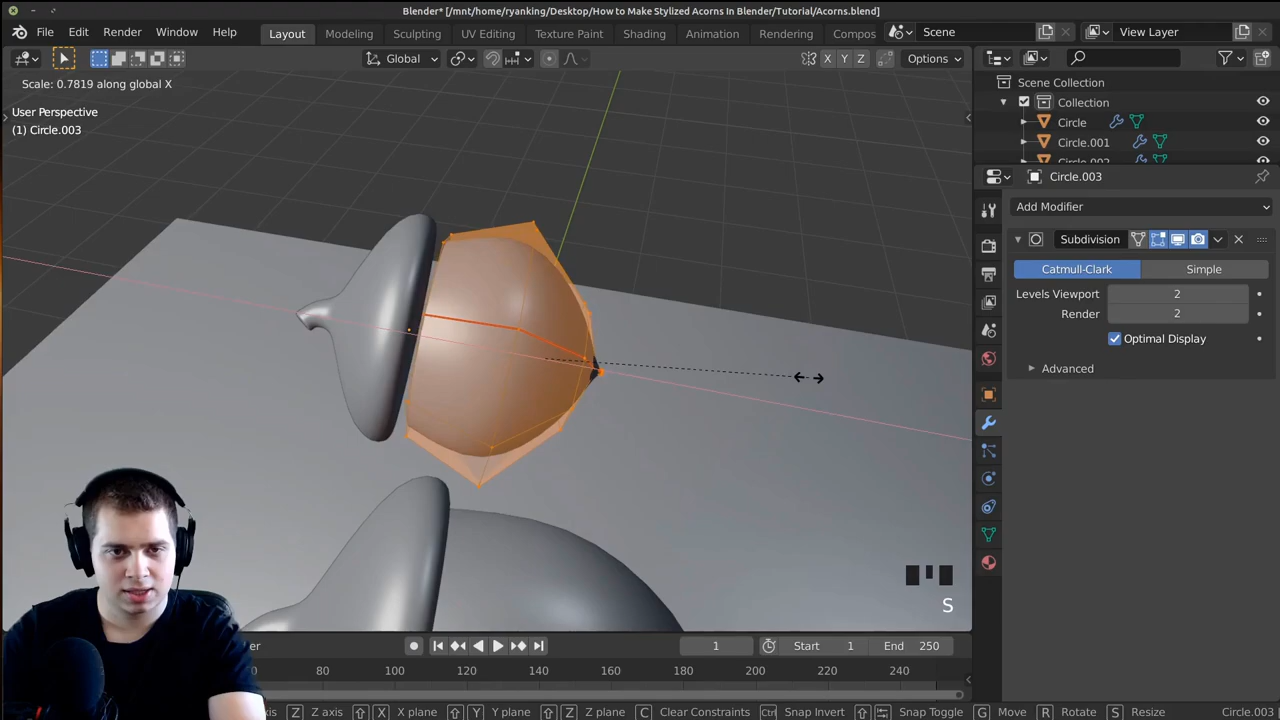 Blender* [/mnt/home/ryanking/Desktop/How to Make Stylized Acorns In Blender/Tutorial/Acorns.blend]
File Edit Render Window Help Layout Modeling Sculpting UV Editing Texture Paint Shading Animation Rendering Compos Scene View Layer
Global X Y Z Options
Scale: 0.7819 along global X
User Perspective
(1) Circle.003
Scene Collection
Collection
Circle
Circle.001
Circle.002
Circle.003
Add Modifier
Subdivision
Catmull-Clark Simple
Levels Viewport 2
Render 2
Optimal Display
Advanced
S
er 1 Start 1 End 250
100 120 140 160 180 200 220 240
xis Z Z axis X X plane Y Y plane Z Z plane C Clear Constraints Ctrl Snap Invert Snap Toggle G Move R Rotate S Resize Circle.003